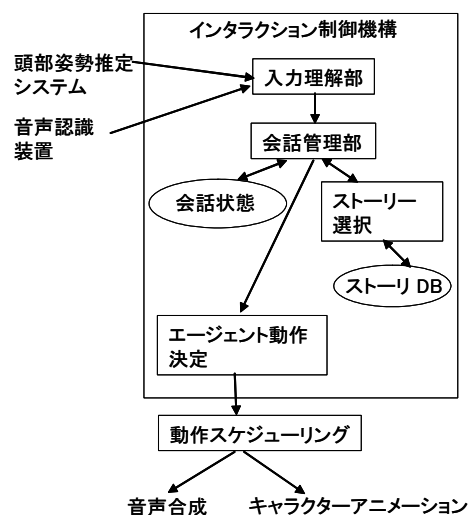 インタラクション制御機構
頭部姿勢推定
システム
入力理解部
音声認識
装置
会話管理部
会話状態
ストーリー
選択
ストーリ DB
エージェント動作
決定
動作スケジューリング
音声合成
キャラクターアニメーション